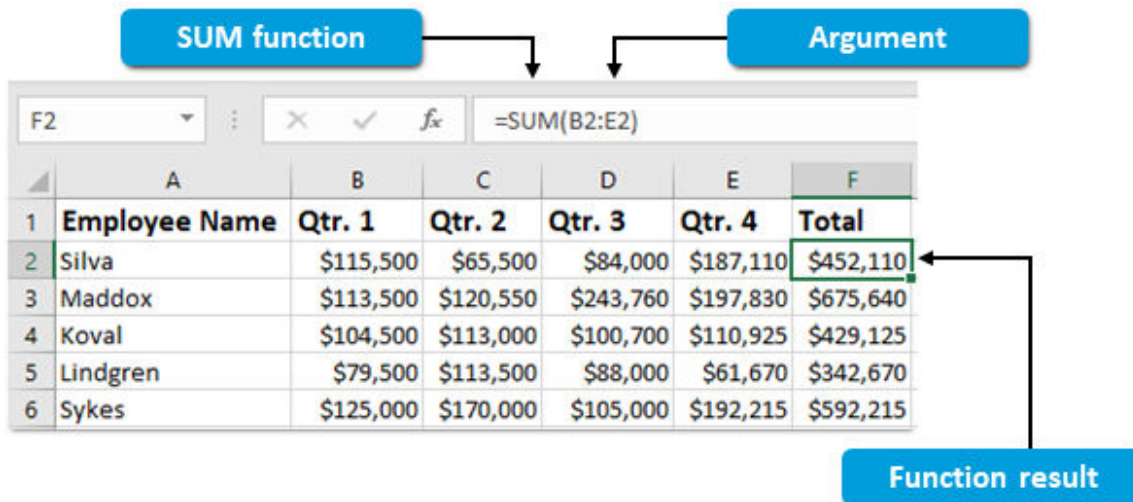 SUM function
Argument
F2 fx =SUM(B2:E2)
A B C D E F
1 Employee Name Qtr. 1 Qtr. 2 Qtr. 3 Qtr. 4 Total
2 Silva $115,500 $65,500 $84,000 $187,110 $452,110
3 Maddox $113,500 $120,550 $243,760 $197,830 $675,640
4 Koval $104,500 $113,000 $100,700 $110,925 $429,125
5 Lindgren $79,500 $113,500 $88,000 $61,670 $342,670
6 Sykes $125,000 $170,000 $105,000 $192,215 $592,215
Function result